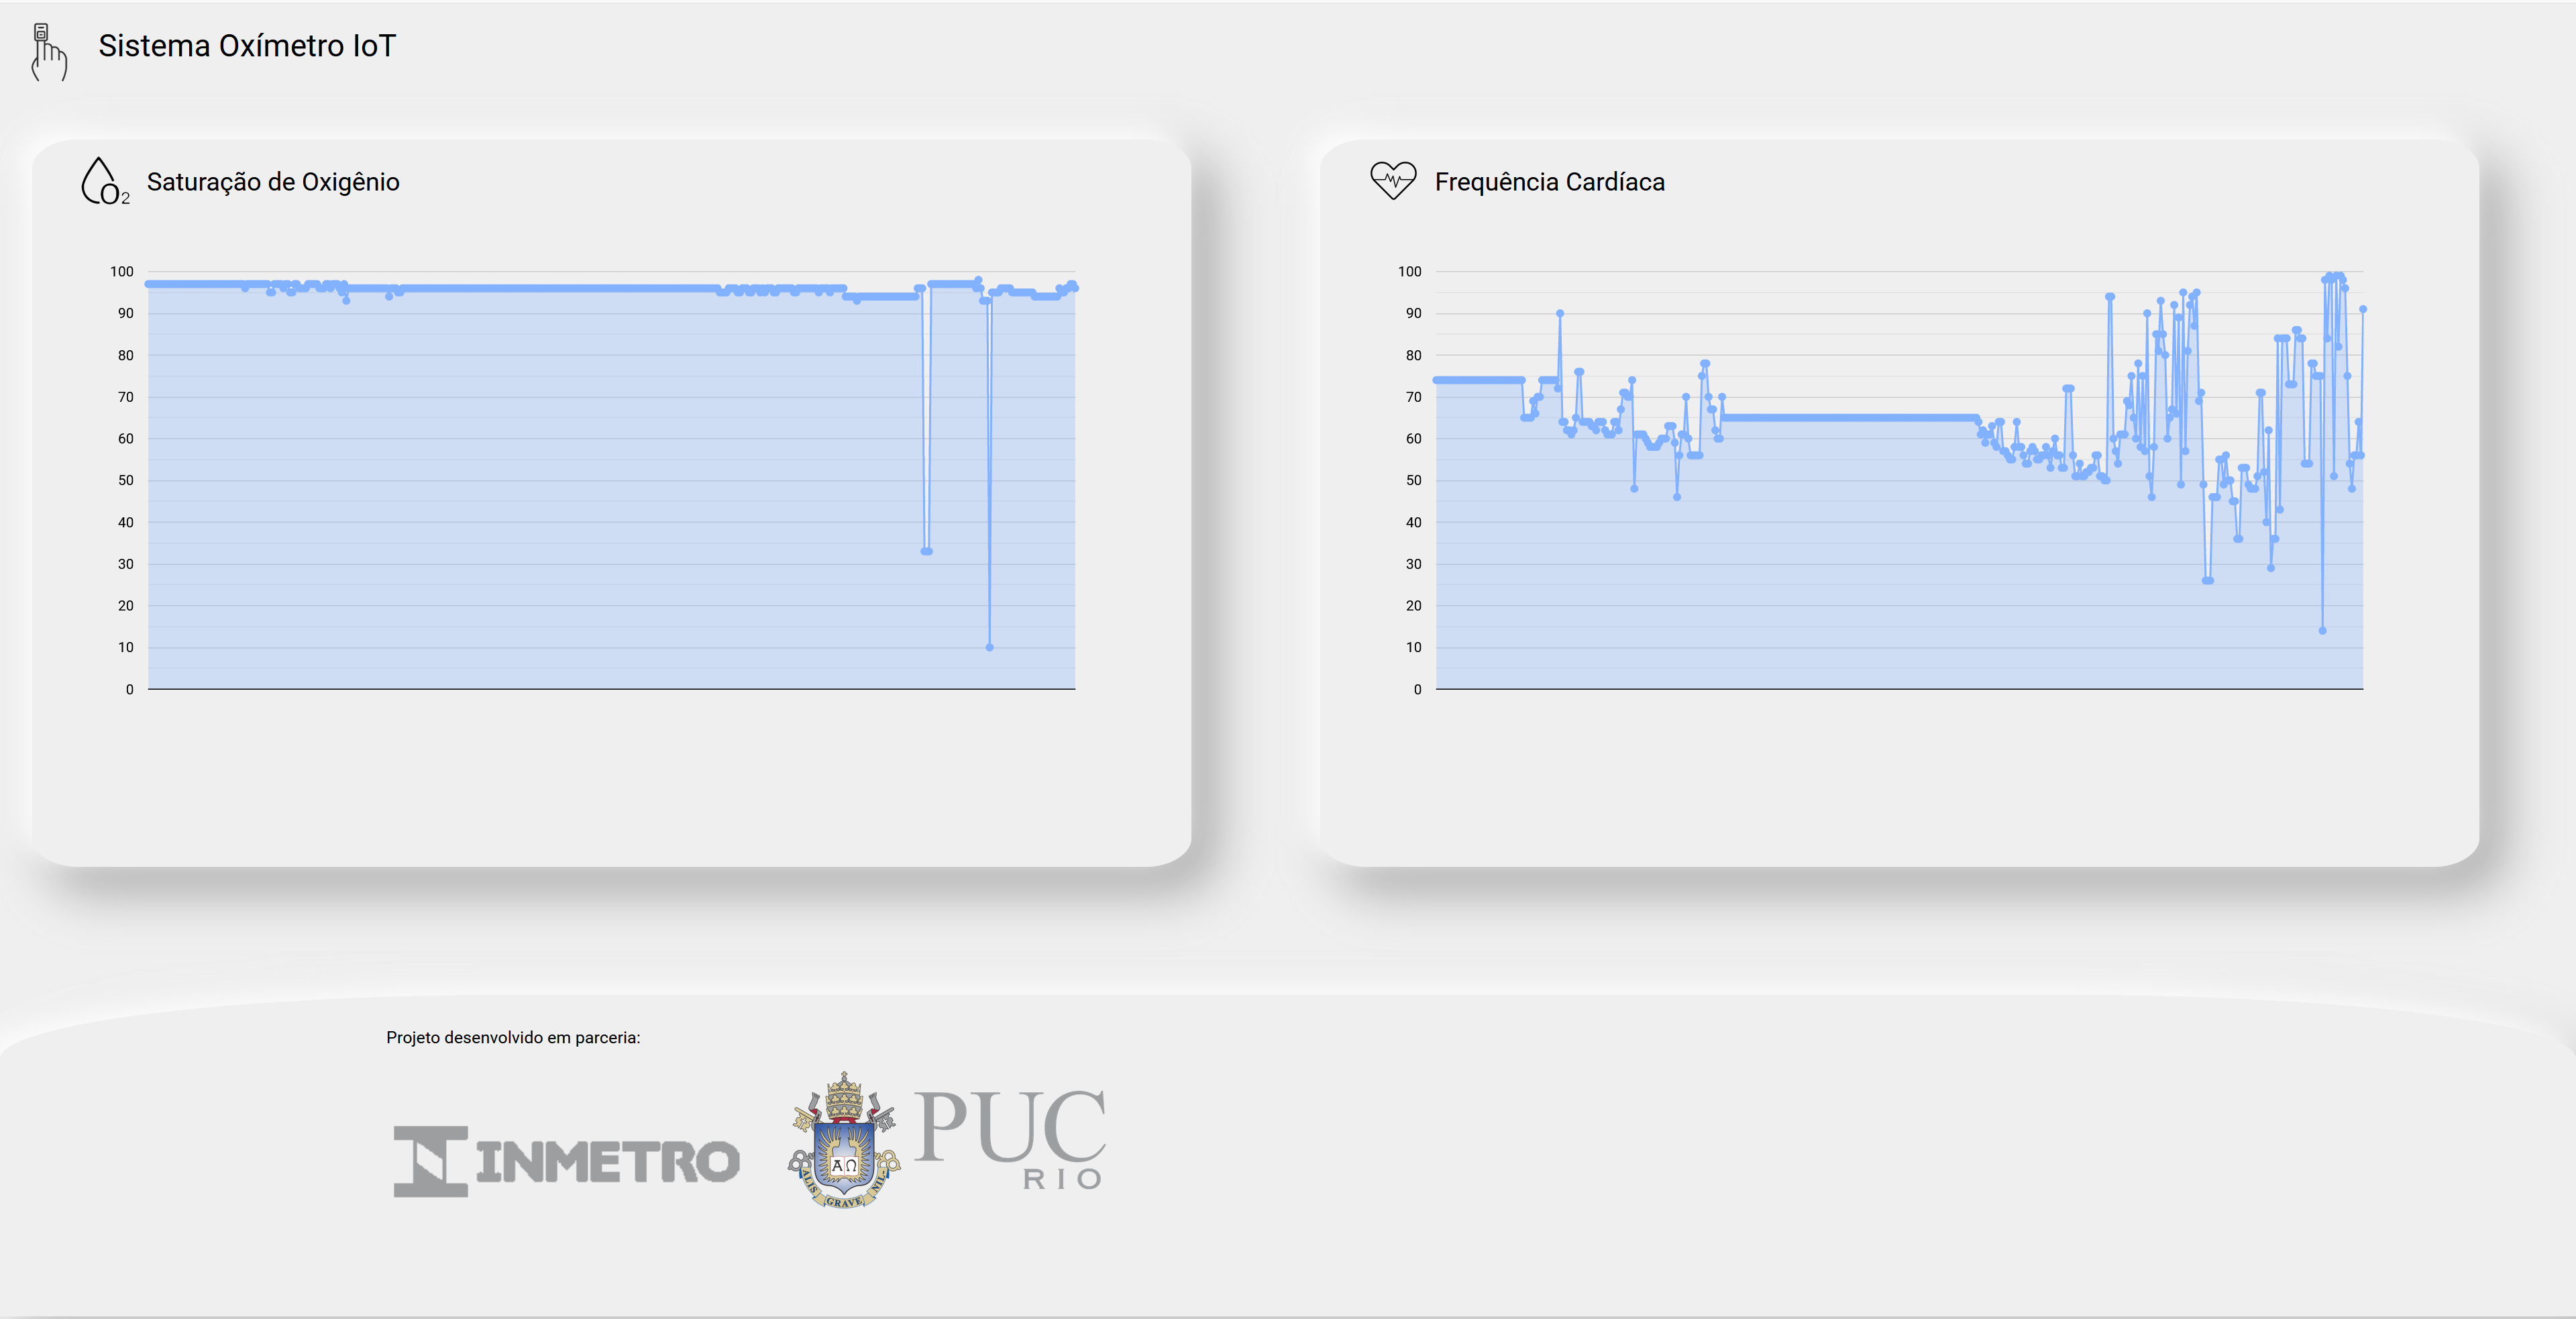 Sistema Oxímetro IoT
O2
Saturação de Oxigênio
100
90
80
70
60
50
40
30
20
10
0
Frequência Cardíaca
100
90
80
70
60
50
40
30
20
10
0
Projeto desenvolvido em parceria:
INMETRO
ΑΩ
ALIS GRAVE NIL
PUC
RIO